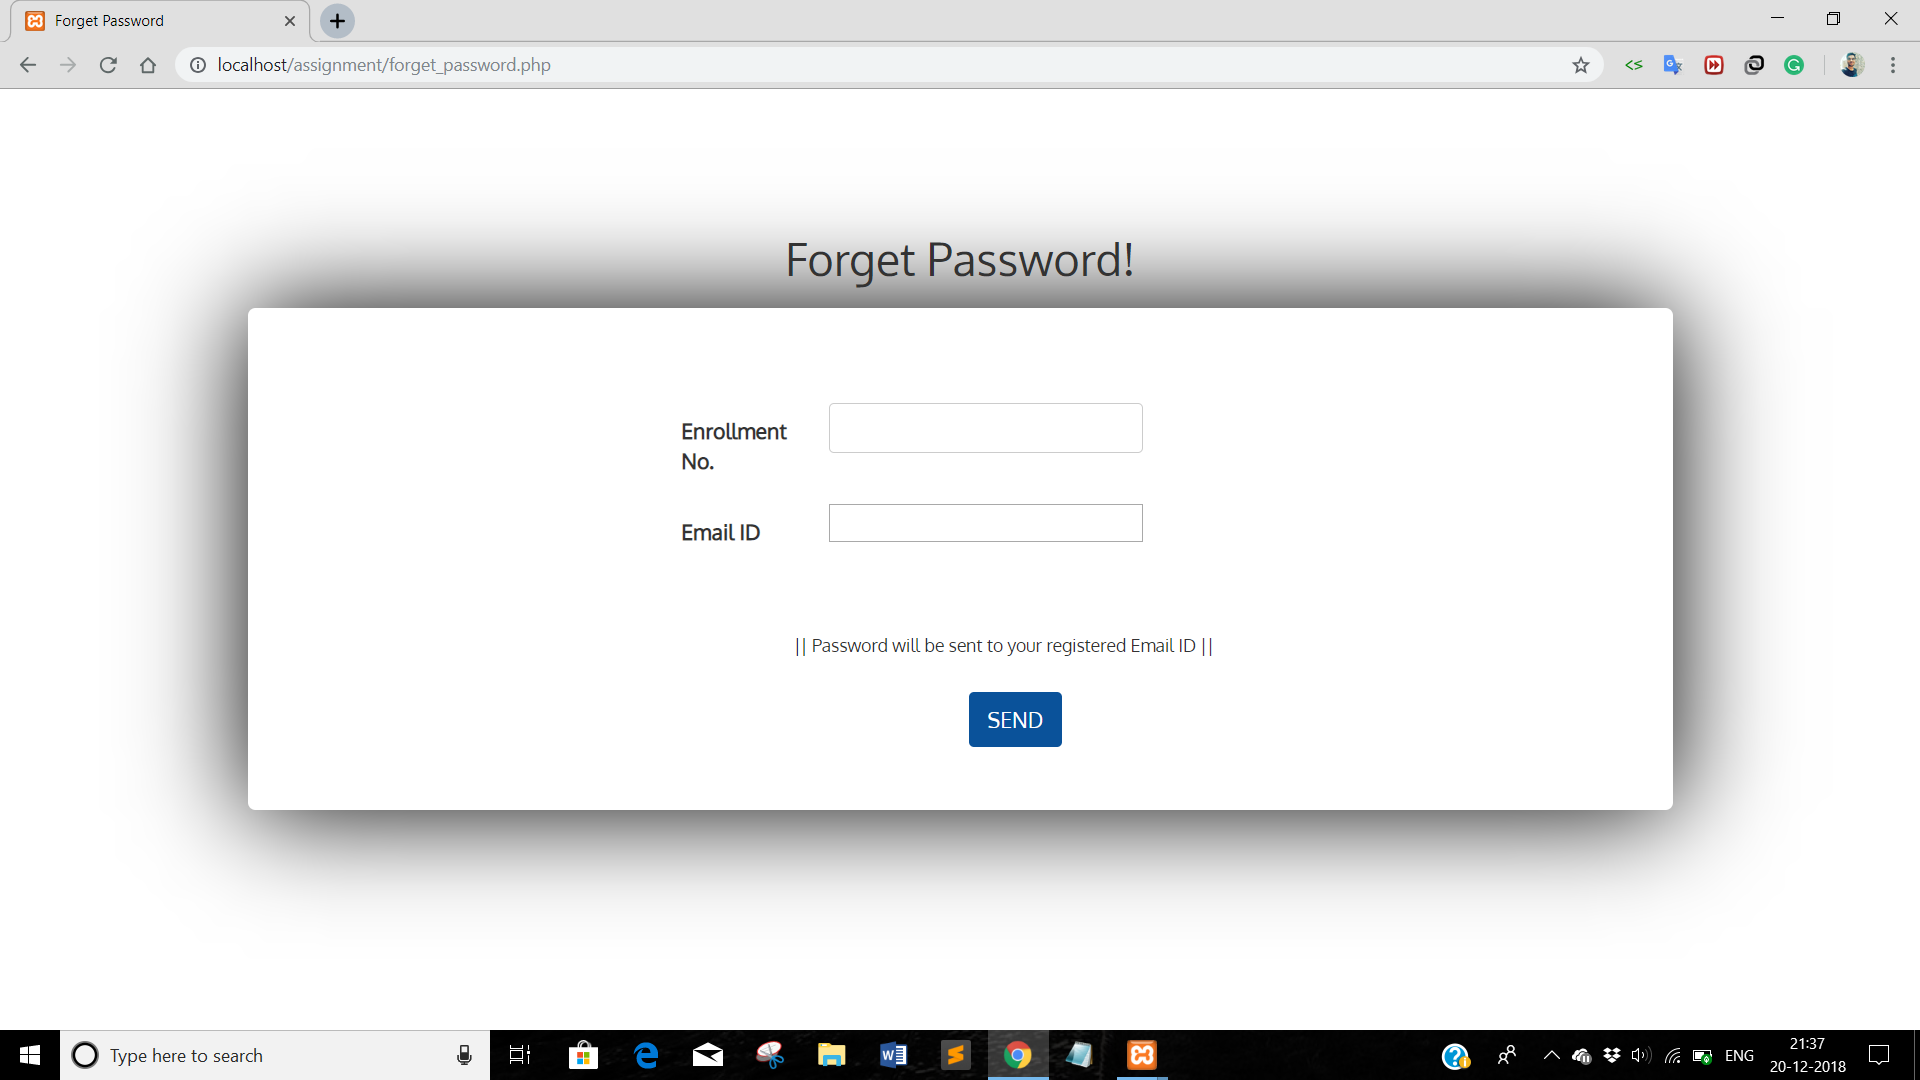 Forget Password
localhost/assignment/forget_password.php
Forget Password!
Enrollment
No.
Email ID
|| Password will be sent to your registered Email ID ||
SEND
Type here to search
ENG
21:37
20-12-2018